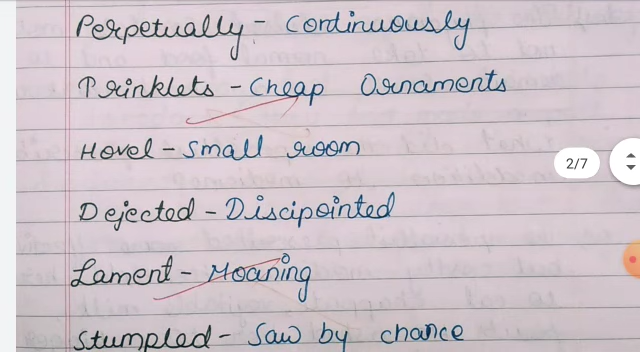 Perpetually - Continuously
Trinklets - Cheap Ornaments
Hovel - Small room
2/7
Dejected - Discipointed
Lament - Moaning
Stumpled - Saw by chance